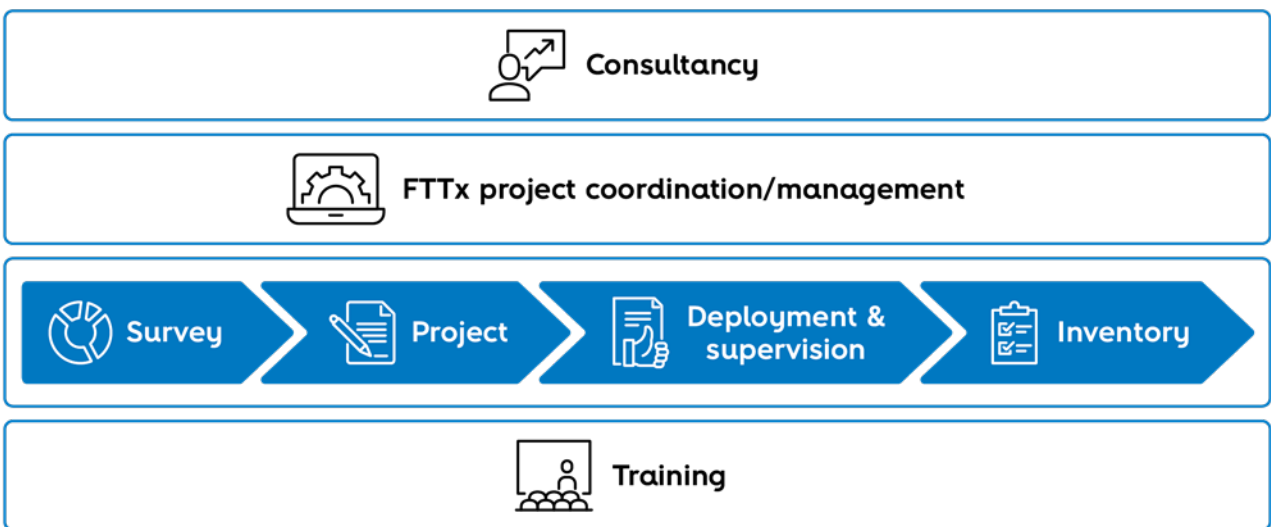 Consultancy
FTTx project coordination/management
Survey
Project
Deployment &
supervision
Inventory
Training